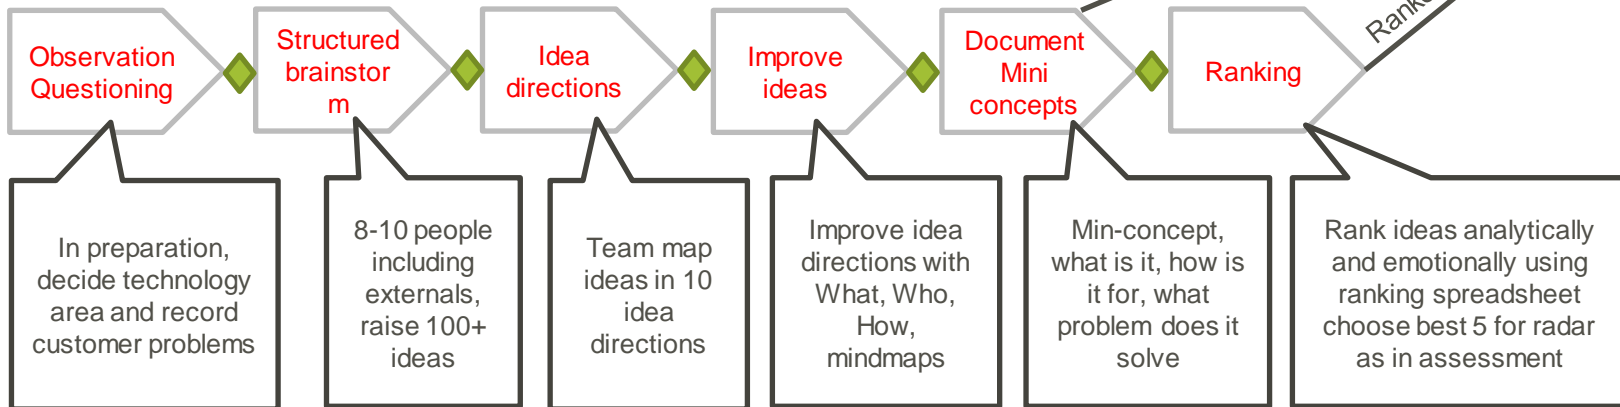 Observation
Questioning
Structured
brainstor
m
Idea
directions
Improve
ideas
Document
Mini
concepts
Ranking
In preparation,
decide technology
area and record
customer problems
8-10 people
including
externals,
raise 100+
ideas
Team map
ideas in 10
idea
directions
Improve idea
directions with
What, Who,
How,
mindmaps
Min-concept,
what is it, how is
it for, what
problem does it
solve
Rank ideas analytically
and emotionally using
ranking spreadsheet
choose best 5 for radar
as in assessment